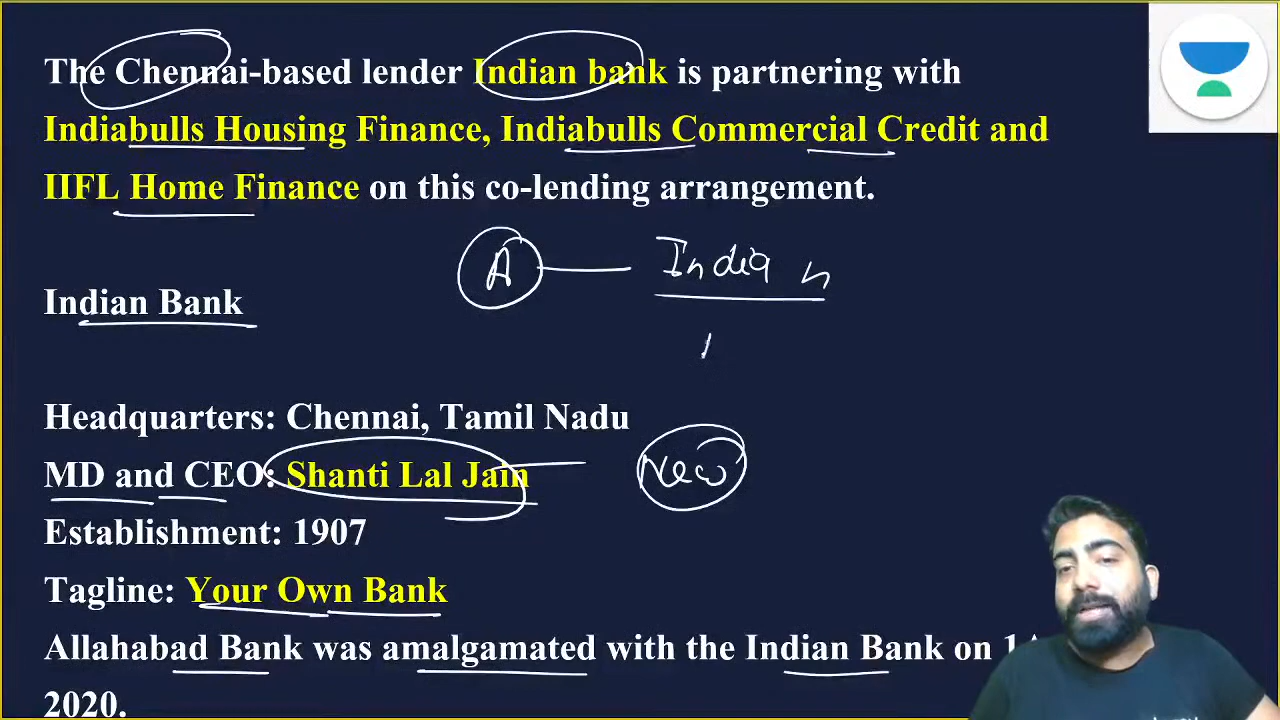 The Chennai-based lender Indian bank is partnering with
Indiabulls Housing Finance, Indiabulls Commercial Credit and
IIFL Home Finance on this co-lending arrangement.
A India n
Indian Bank
Headquarters: Chennai, Tamil Nadu
MD and CEO: Shanti Lal Jain New
Establishment: 1907
Tagline: Your Own Bank
Allahabad Bank was amalgamated with the Indian Bank on 1
2020.